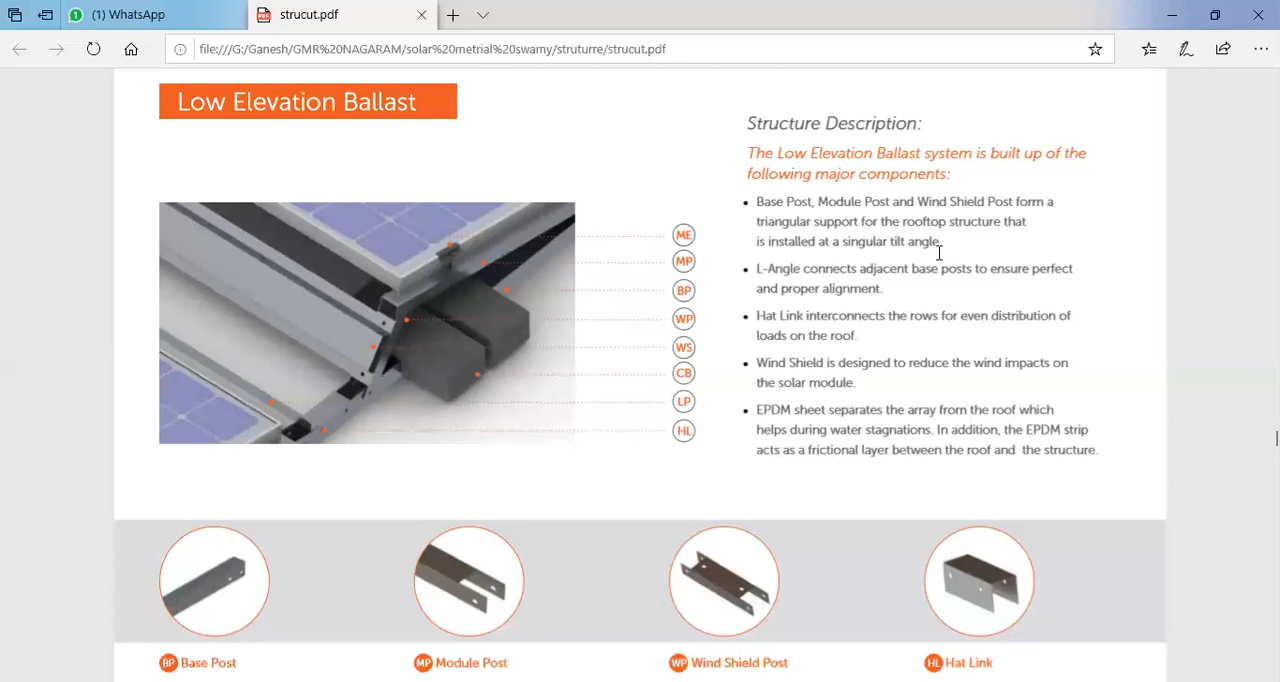 (1) WhatsApp
strucut.pdf
file:///G:/Ganesh/GMR%20NAGARAM/solar%20metrial%20swamy/struturre/strucut.pdf
Low Elevation Ballast
Structure Description:
The Low Elevation Ballast system is built up of the
following major components:
• Base Post, Module Post and Wind Shield Post form a
triangular support for the rooftop structure that
is installed at a singular tilt angle.
• L-Angle connects adjacent base posts to ensure perfect
and proper alignment.
• Hat Link interconnects the rows for even distribution of
loads on the roof.
• Wind Shield is designed to reduce the wind impacts on
the solar module.
• EPDM sheet separates the array from the roof which
helps during water stagnations. In addition, the EPDM strip
acts as a frictional layer between the roof and the structure.
ME
MP
BP
WP
WS
CB
LP
HL
BP Base Post
MP Module Post
WP Wind Shield Post
HL Hat Link